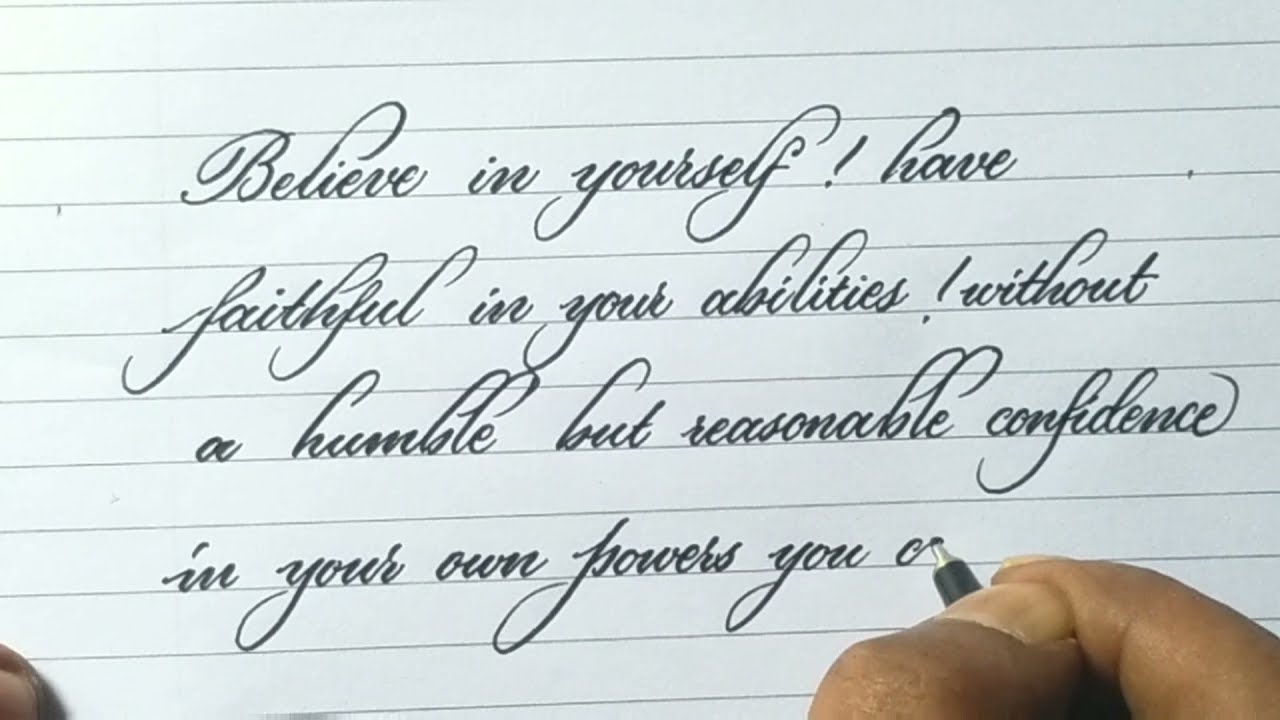 Believe in yourself! have
faithful in your abilities! without
a humble but reasonable confidence
in your own powers you c